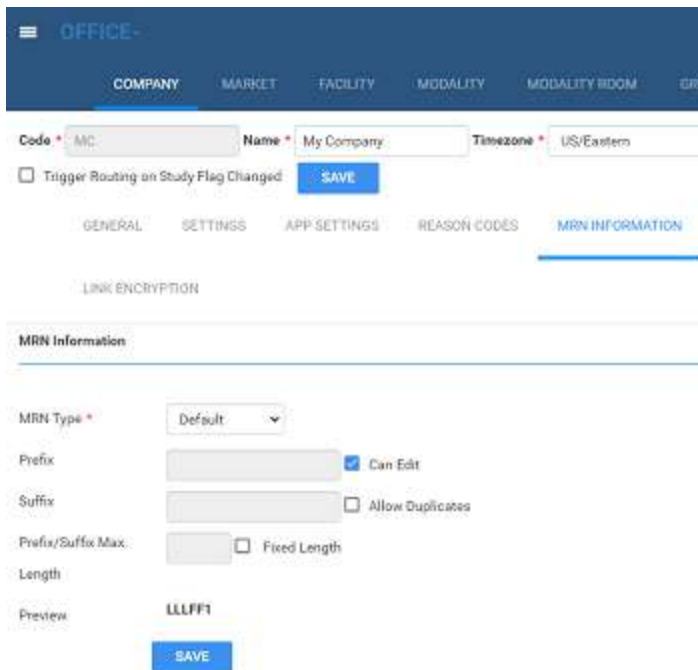 OFFICE-
COMPANY MARKET FACILITY MODALITY MODALITY ROOM GR
Code * MC Name * My Company Timezone * US/Eastern
Trigger Routing on Study Flag Changed SAVE
GENERAL SETTINGS APP SETTINGS REASON CODES MRN INFORMATION
LINK ENCRYPTION
MRN Information
MRN Type * Default
Prefix Can Edit
Suffix Allow Duplicates
Prefix/Suffix Max. Fixed Length
Length
Preview LLLFF1
SAVE